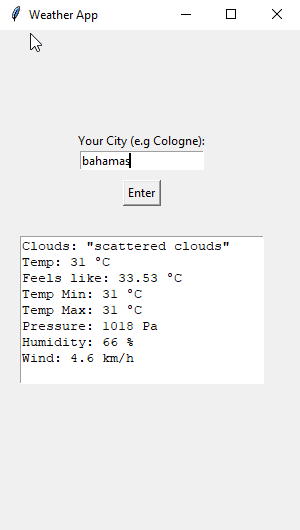 Weather App
Your City (e.g Cologne):
bahamas
Enter
Clouds: "scattered clouds"
Temp: 31 °C
Feels like: 33.53 °C
Temp Min: 31 °C
Temp Max: 31 °C
Pressure: 1018 Pa
Humidity: 66 %
Wind: 4.6 km/h